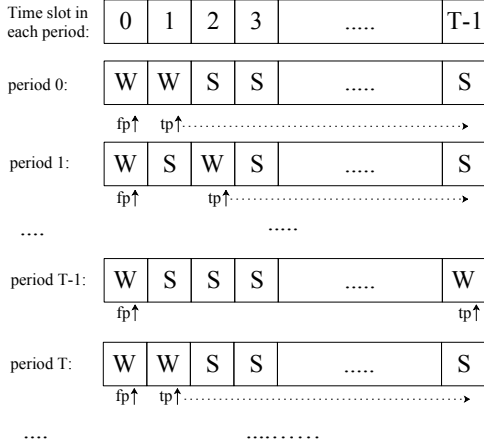 Time slot in
each period: 0 1 2 3 ..... T-1
period 0: W W S S ..... S
fp tp
period 1: W S W S ..... S
fp tp
.... .....
period T-1: W S S S ..... W
fp tp
period T: W W S S ..... S
fp tp
.... ..........